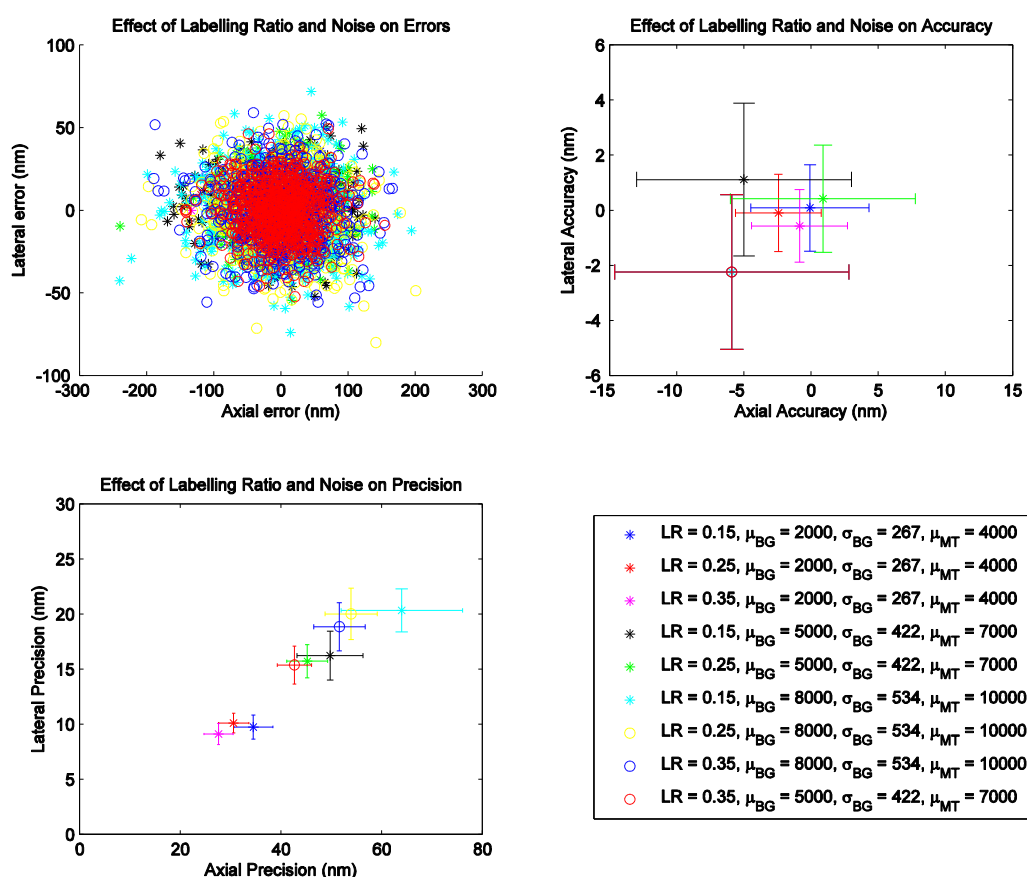 Effect of Labelling Ratio and Noise on Errors
100
50
0
-50
-100
Lateral error (nm)
-300 -200 -100 0 100 200 300
Axial error (nm)
Effect of Labelling Ratio and Noise on Accuracy
6
4
2
0
-2
-4
-6
Lateral Accuracy (nm)
-15 -10 -5 0 5 10 15
Axial Accuracy (nm)
Effect of Labelling Ratio and Noise on Precision
30
25
20
15
10
5
0
Lateral Precision (nm)
0 20 40 60 80
Axial Precision (nm)
LR = 0.15, μBG = 2000, σBG = 267, μMT = 4000
LR = 0.25, μBG = 2000, σBG = 267, μMT = 4000
LR = 0.35, μBG = 2000, σBG = 267, μMT = 4000
LR = 0.15, μBG = 5000, σBG = 422, μMT = 7000
LR = 0.25, μBG = 5000, σBG = 422, μMT = 7000
LR = 0.15, μBG = 8000, σBG = 534, μMT = 10000
LR = 0.25, μBG = 8000, σBG = 534, μMT = 10000
LR = 0.35, μBG = 8000, σBG = 534, μMT = 10000
LR = 0.35, μBG = 5000, σBG = 422, μMT = 7000